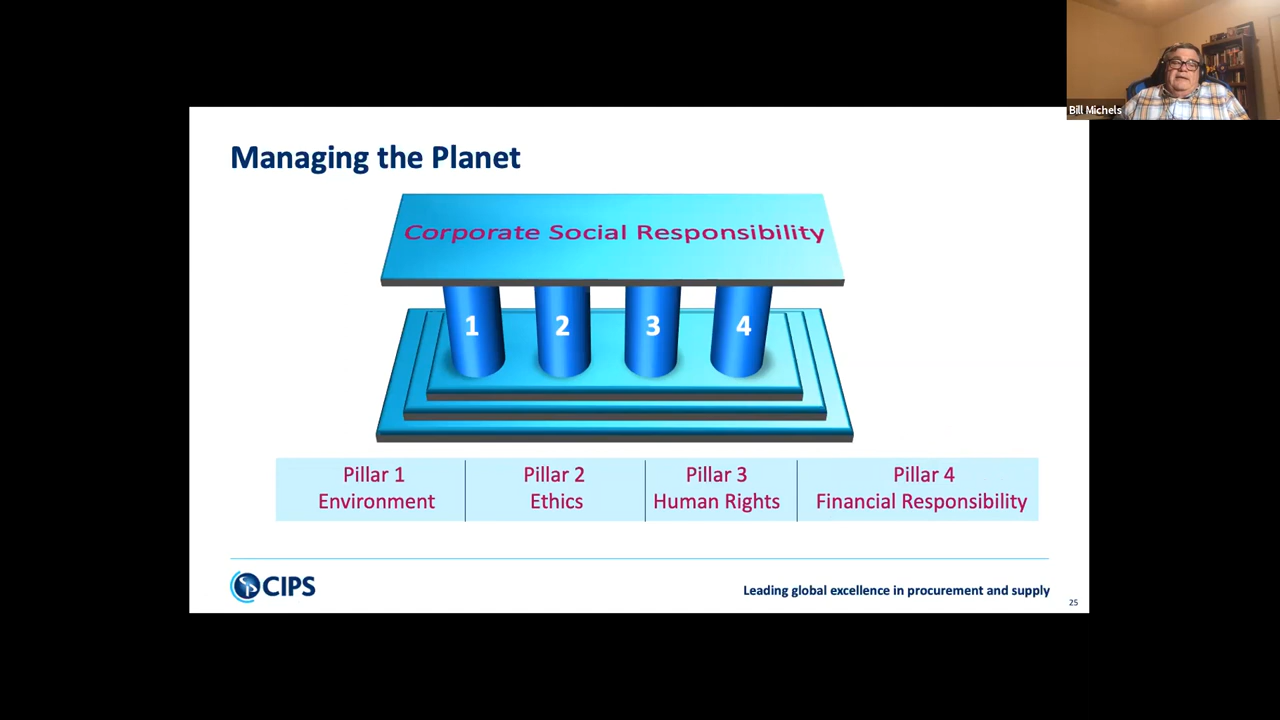 Bill Michels
Managing the Planet
Corporate Social Responsibility
1 2 3 4
Pillar 1
Environment
Pillar 2
Ethics
Pillar 3
Human Rights
Pillar 4
Financial Responsibility
CIPS
Leading global excellence in procurement and supply
25